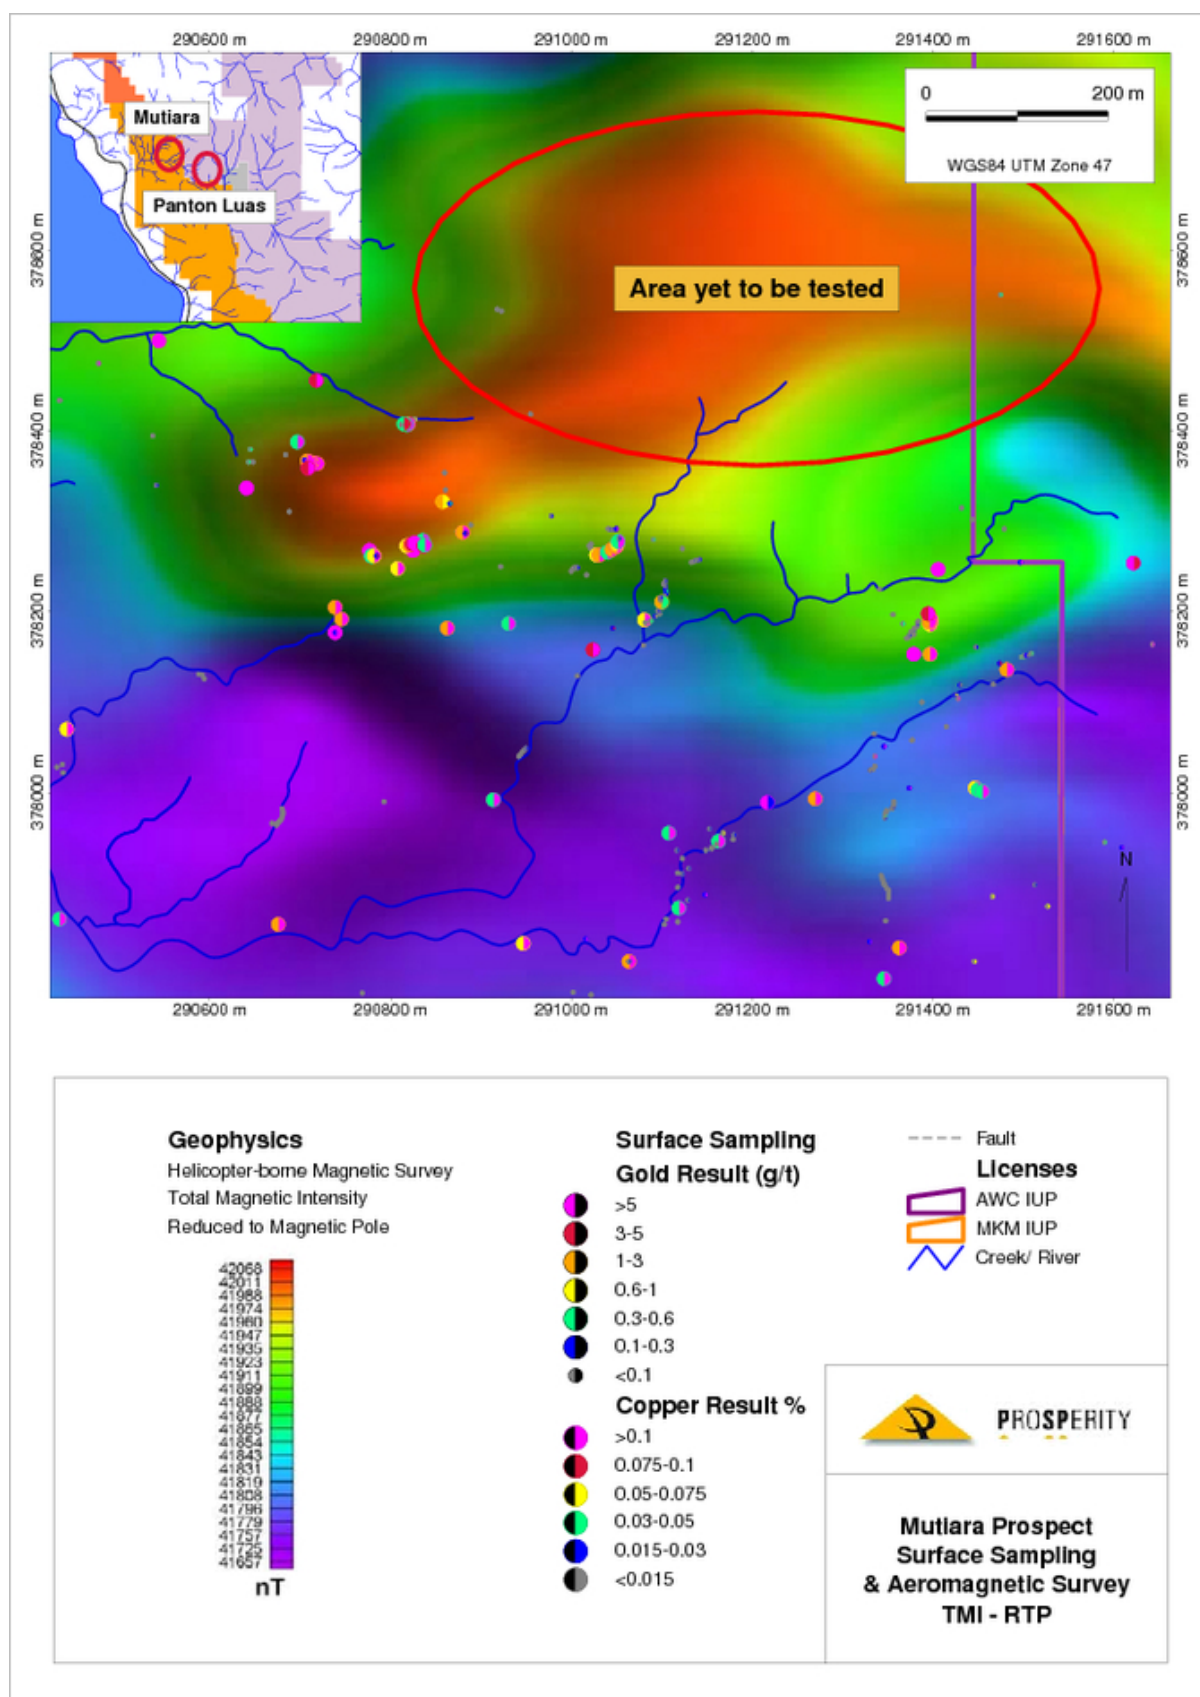 290600 m
290800 m
291000 m
291200 m
291400 m
291600 m
Mutiara
Panton Luas
0 200 m
WGS84 UTM Zone 47
378600 m
378600 m
Area yet to be tested
378400 m
378400 m
378200 m
378200 m
378000 m
378000 m
N
290600 m
290800 m
291000 m
291200 m
291400 m
291600 m
Geophysics
Helicopter-borne Magnetic Survey
Total Magnetic Intensity
Reduced to Magnetic Pole
42068
42011
41988
41974
41960
41947
41935
41923
41911
41899
41888
41877
41865
41854
41843
41831
41819
41808
41796
41779
41757
41725
41657
nT
Surface Sampling
Gold Result (g/t)
>5
3-5
1-3
0.6-1
0.3-0.6
0.1-0.3
<0.1
Copper Result %
>0.1
0.075-0.1
0.05-0.075
0.03-0.05
0.015-0.03
<0.015
Fault
Licenses
AWC IUP
MKM IUP
Creek/ River
PROSPERITY
Mutiara Prospect
Surface Sampling
& Aeromagnetic Survey
TMI - RTP